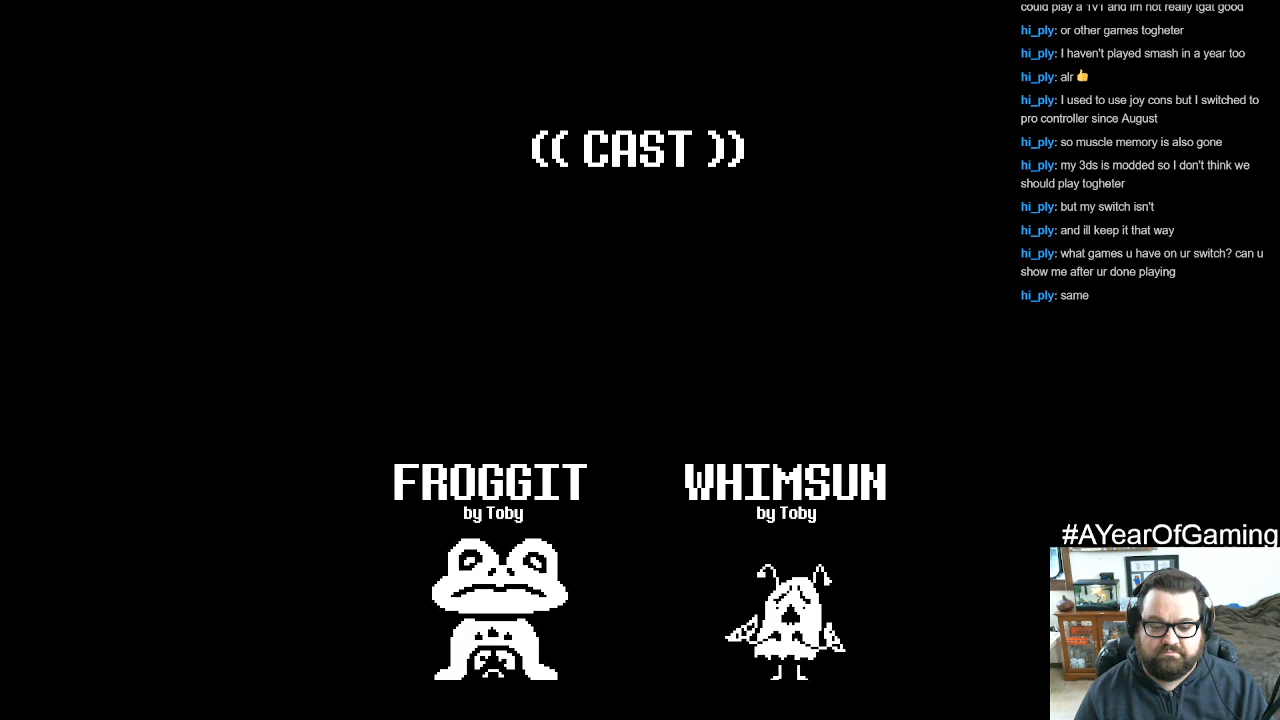 could play a 1v1 and im not really tgat good
hi_ply: or other games togheter
hi_ply: I haven't played smash in a year too
hi_ply: alr 👍
hi_ply: I used to use joy cons but I switched to
pro controller since August
hi_ply: so muscle memory is also gone
hi_ply: my 3ds is modded so I don't think we
should play togheter
hi_ply: but my switch isn't
hi_ply: and ill keep it that way
hi_ply: what games u have on ur switch? can u
show me after ur done playing
hi_ply: same
(( CAST ))
FROGGIT
by Toby
WHIMSUN
by Toby
#AYearOfGaming